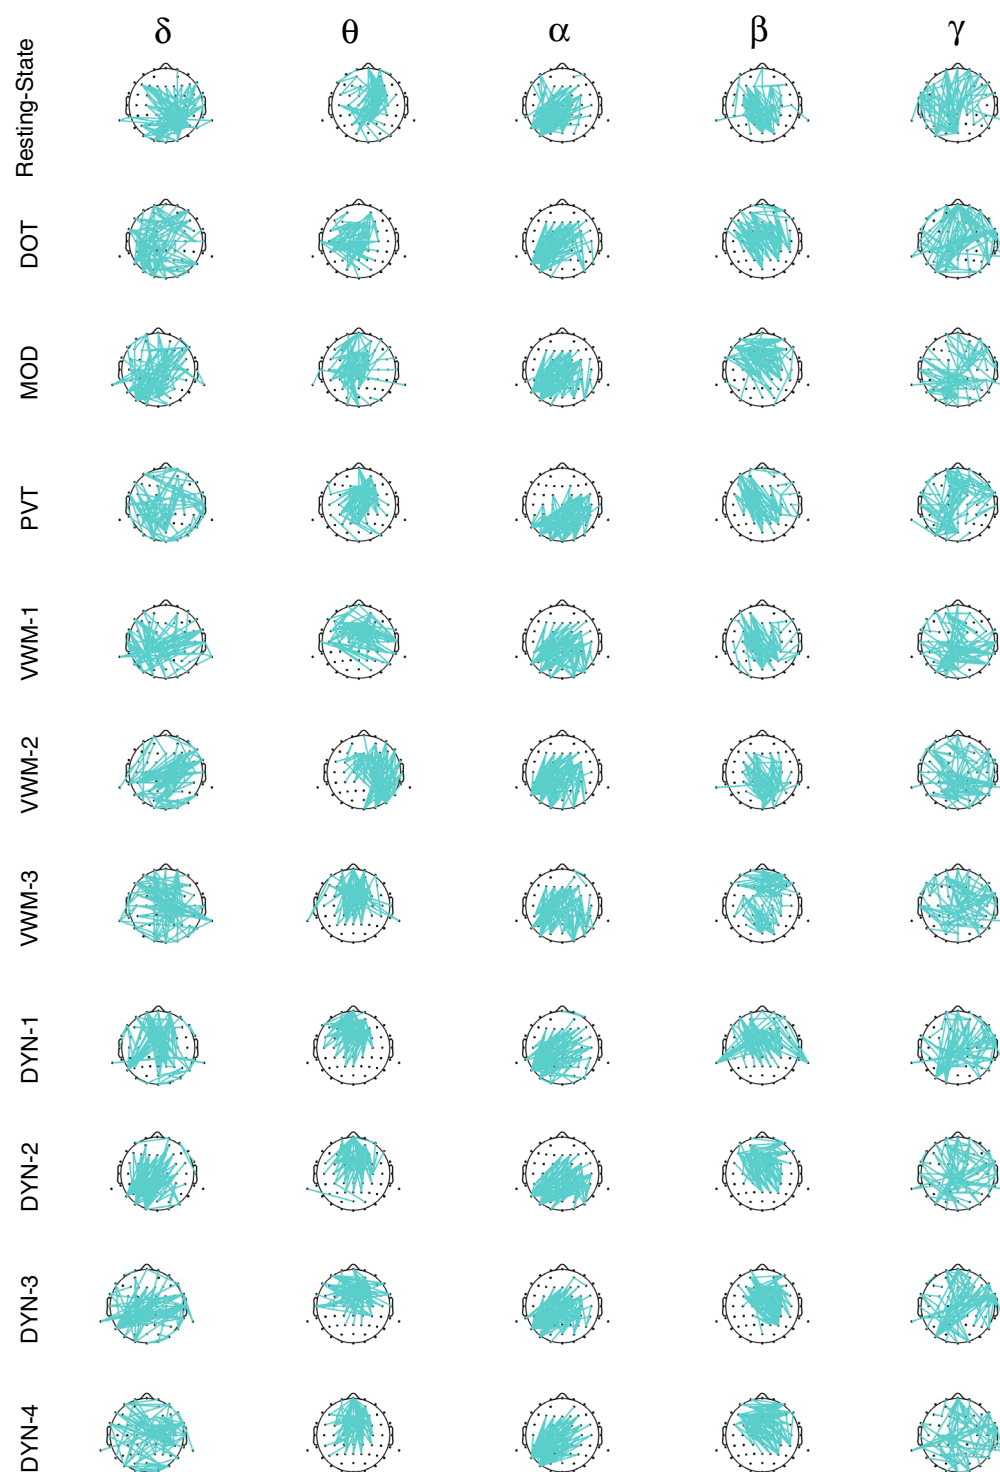 δ θ α β γ
Resting-State
DOT
MOD
PVT
VWM-1
VWM-2
VWM-3
DYN-1
DYN-2
DYN-3
DYN-4